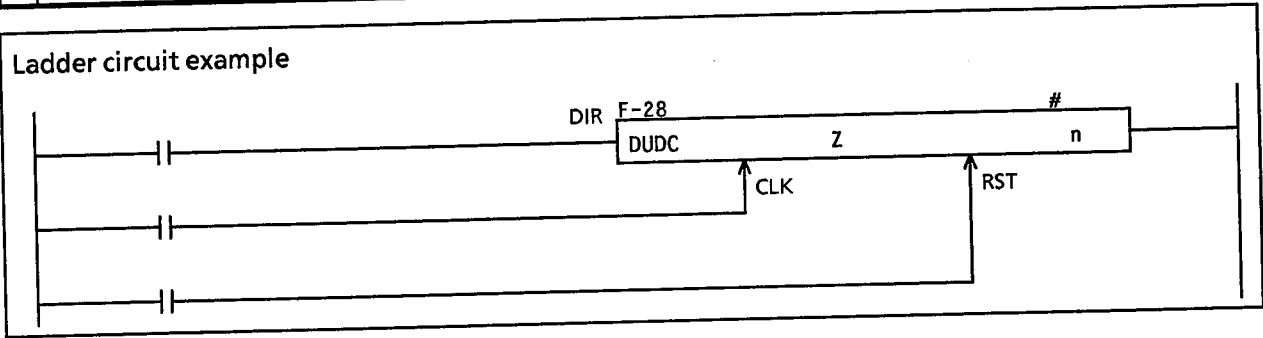 Ladder circuit example
DIR F-28 #
DUDC Z n
CLK
RST